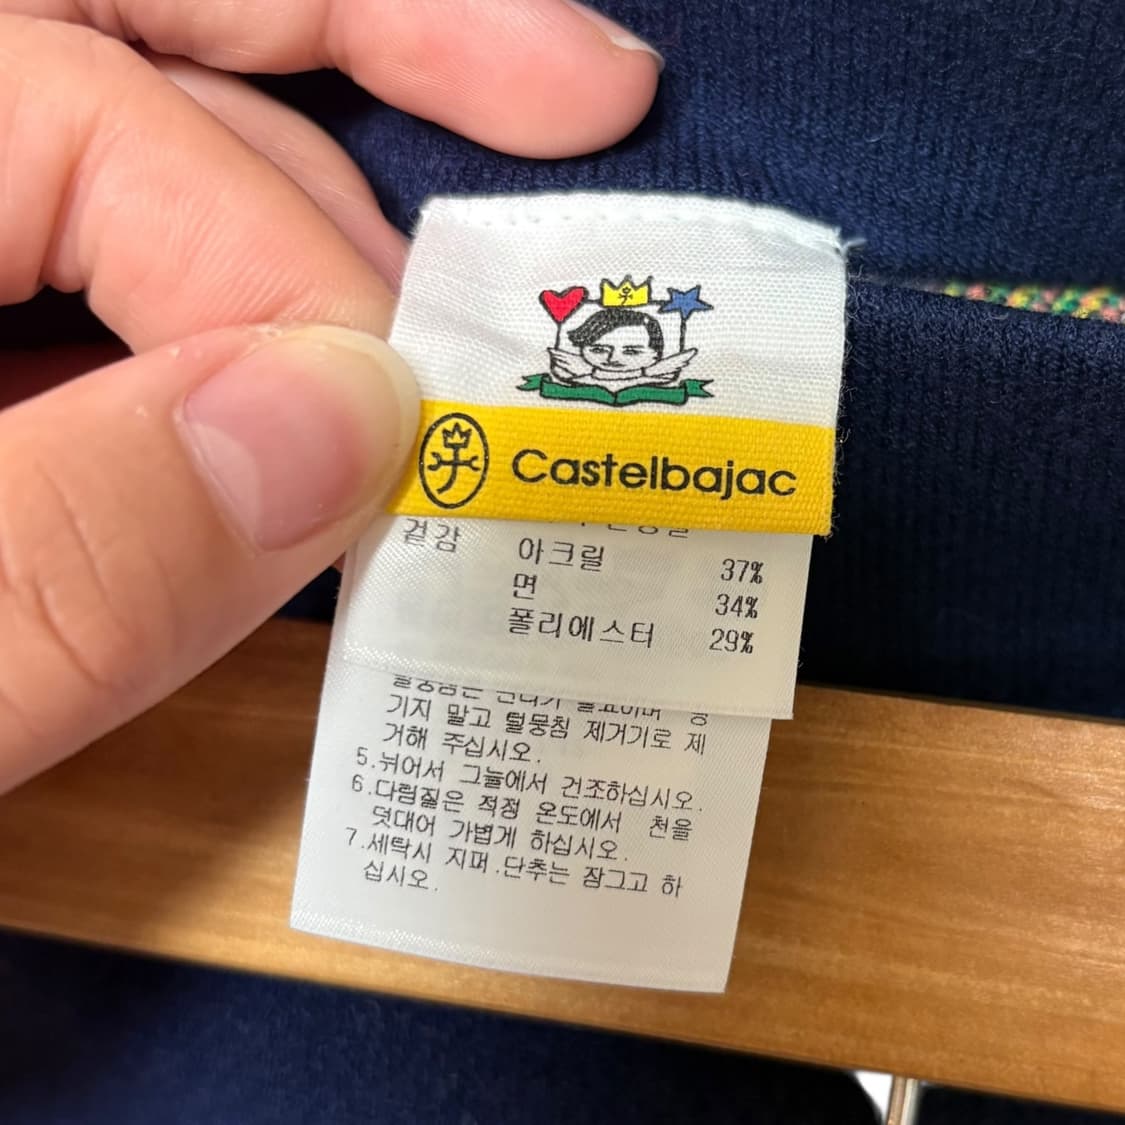 Castelbajac
겉감
아크릴 37%
면 34%
폴리에스터 29%
기지 말고 털뭉침 제거기로 제
거해 주십시오.
5.뉘어서 그늘에서 건조하십시오.
6.다림질은 적정 온도에서 천을
덧대어 가볍게 하십시오.
7.세탁시 지퍼.단추는 잠그고 하
십시오.